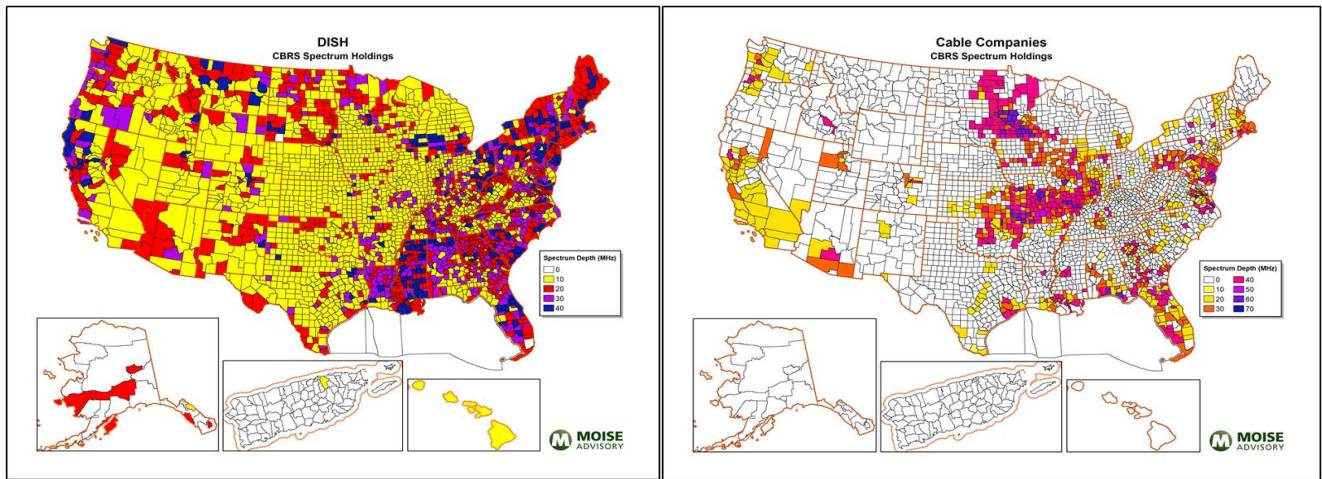 DISH
CBRS Spectrum Holdings
Spectrum Depth (MHz)
0
10
20
30
40
M MOISE
ADVISORY
Cable Companies
CBRS Spectrum Holdings
Spectrum Depth (MHz)
0 40
10 50
20 60
30 70
M MOISE
ADVISORY